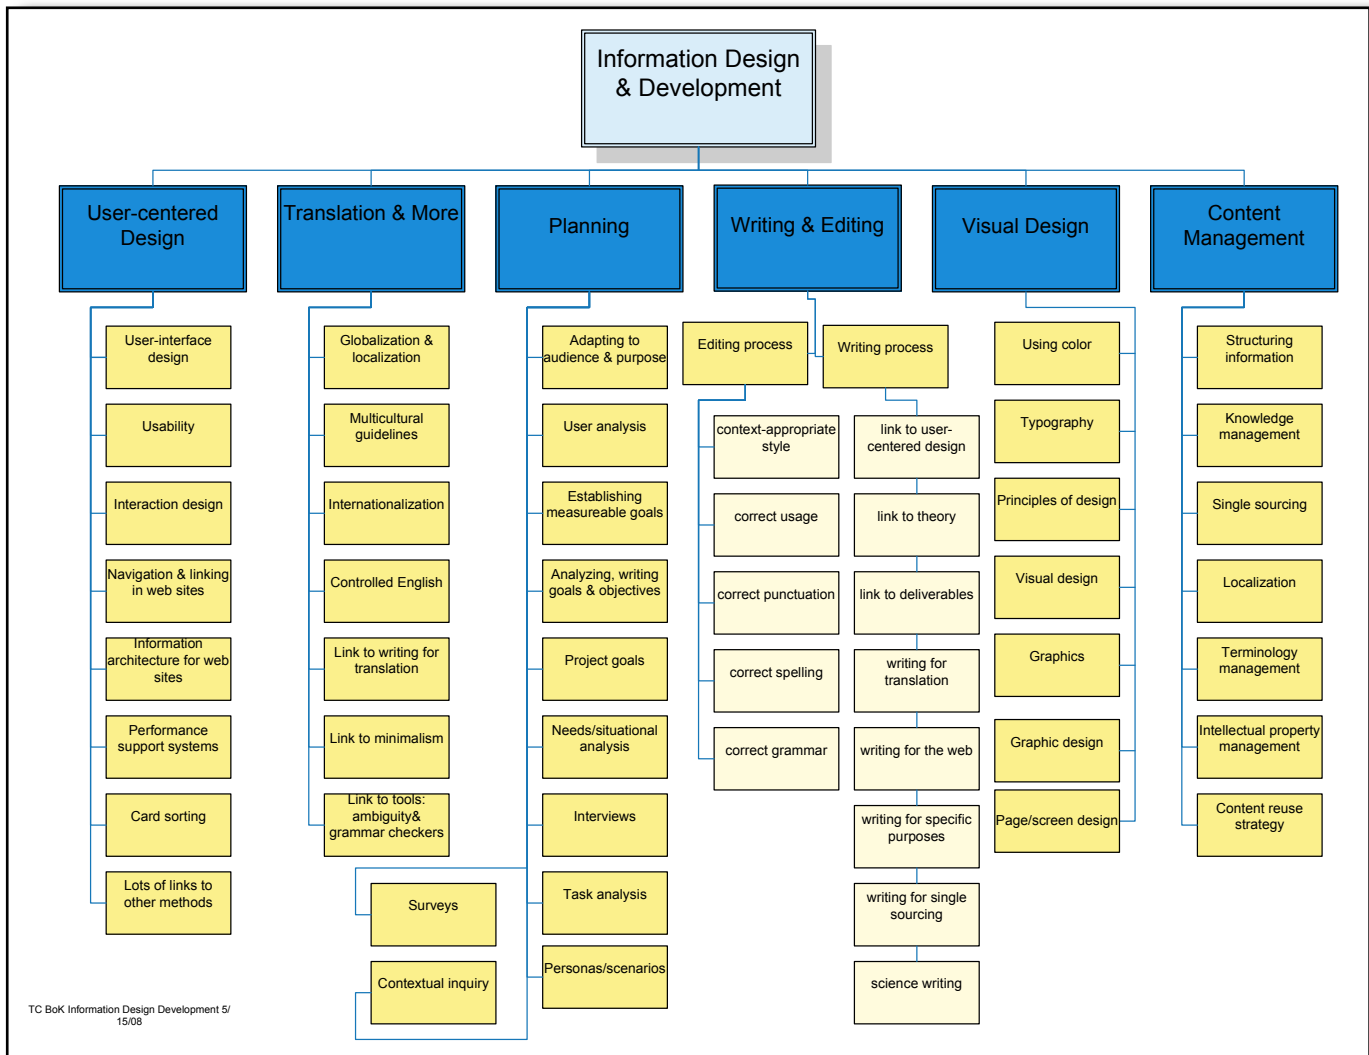 Information Design
& Development
User-centered
Design
Translation & More
Planning
Writing & Editing
Visual Design
Content
Management
User-interface
design
Usability
Interaction design
Navigation & linking
in web sites
Information
architecture for web
sites
Performance
support systems
Card sorting
Lots of links to
other methods
Globalization &
localization
Multicultural
guidelines
Internationalization
Controlled English
Link to writing for
translation
Link to minimalism
Link to tools:
ambiguity&
grammar checkers
Adapting to
audience & purpose
User analysis
Establishing
measureable goals
Analyzing, writing
goals & objectives
Project goals
Needs/situational
analysis
Interviews
Task analysis
Personas/scenarios
Surveys
Contextual inquiry
Editing process
context-appropriate
style
correct usage
correct punctuation
correct spelling
correct grammar
Writing process
link to user-
centered design
link to theory
link to deliverables
writing for
translation
writing for the web
writing for specific
purposes
writing for single
sourcing
science writing
Using color
Typography
Principles of design
Visual design
Graphics
Graphic design
Page/screen design
Structuring
information
Knowledge
management
Single sourcing
Localization
Terminology
management
Intellectual property
management
Content reuse
strategy
TC BoK Information Design Development 5/
15/08